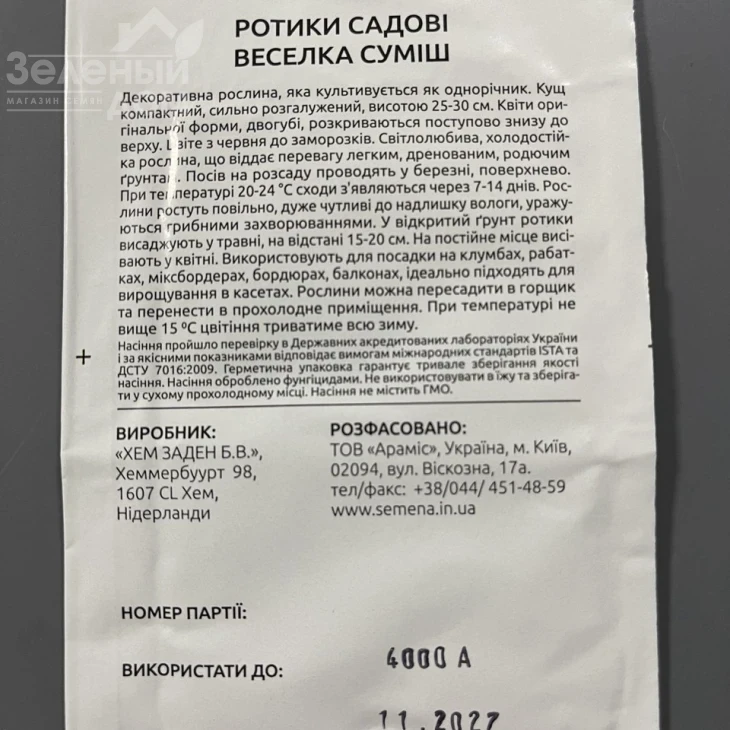 РОТИКИ САДОВІ
ВЕСЕЛКА СУМІШ
Зеленый
МАГАЗИН СЕМЯН
Декоративна рослина, яка культивується як однорічник. Кущ
компактний, сильно розгалужений, висотою 25-30 см. Квіти ори-
гінальної форми, двогубі, розкриваються поступово знизу до
верху. Цвіте з червня до заморозків. Світлолюбива, холодостій-
ка рослина, що віддає перевагу легким, дренованим, родючим
ґрунтам. Посів на розсаду проводять у березні, поверхнево.
При температурі 20-24 °С сходи з'являються через 7-14 днів. Рос-
лини ростуть повільно, дуже чутливі до надлишку вологи, уражу-
ються грибними захворюваннями. У відкритий ґрунт ротики
висаджують у травні, на відстані 15-20 см. На постійне місце висі-
вають у квітні. Використовують для посадки на клумбах, рабат-
ках, міксбордерах, бордюрах, балконах, ідеально підходять для
вирощування в касетах. Рослини можна пересадити в горщик
та перенести в прохолодне приміщення. При температурі не
вище 15 ºС цвітіння триватиме всю зиму.
Насіння пройшло перевірку в Державних акредитованих лабораторіях України
і за якісними показниками відповідає вимогам міжнародних стандартів ISTA та
ДСТУ 7016:2009. Герметична упаковка гарантує тривале зберігання якості
насіння. Насіння оброблено фунгіцидами. Не використовувати в їжу та зберіга-
ти у сухому прохолодному місці. Насіння не містить ГМО.
ВИРОБНИК:
«ХЕМ ЗАДЕН Б.В.»,
Хеммербуурт 98,
1607 CL Хем,
Нідерланди
РОЗФАСОВАНО:
ТОВ «Араміс», Україна, м. Київ,
02094, вул. Віскозна, 17а.
тел/факс: +38/044/ 451-48-59
www.semena.in.ua
НОМЕР ПАРТІЇ:
4000 A
ВИКОРИСТАТИ ДО:
11.2027